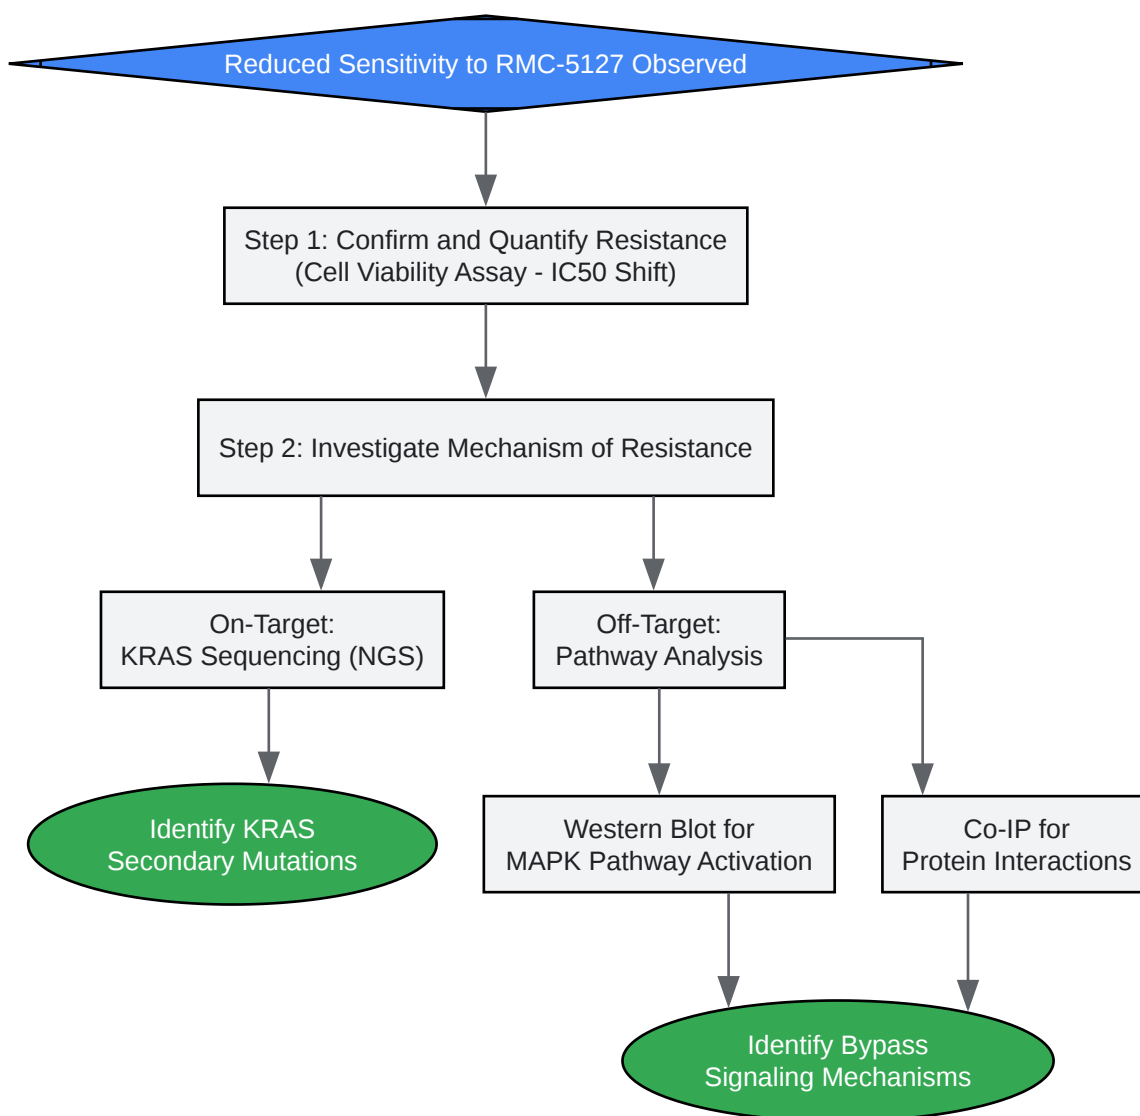 Reduced Sensitivity to RMC-5127 Observed
Step 1: Confirm and Quantify Resistance
(Cell Viability Assay - IC50 Shift)
Step 2: Investigate Mechanism of Resistance
On-Target:
KRAS Sequencing (NGS)
Off-Target:
Pathway Analysis
Identify KRAS
Secondary Mutations
Western Blot for
MAPK Pathway Activation
Co-IP for
Protein Interactions
Identify Bypass
Signaling Mechanisms